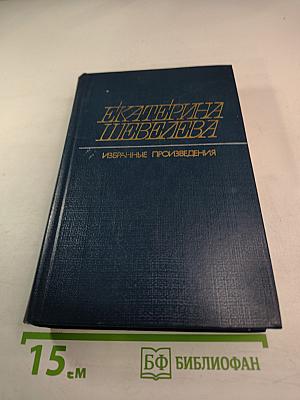 ЕКАТЕРИНА
ШЕВЕЛЕВА
ИЗБРАННЫЕ ПРОИЗВЕДЕНИЯ
15 см
БФ БИБЛИОФАН